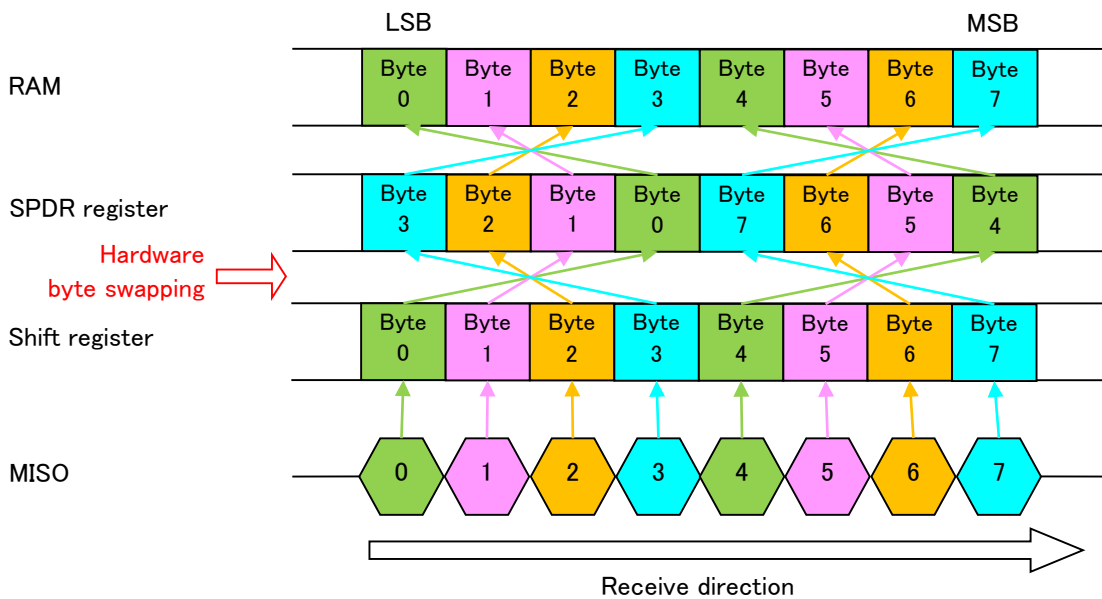 LSB MSB
RAM
Byte Byte Byte Byte Byte Byte Byte Byte
0 1 2 3 4 5 6 7
SPDR register
Byte Byte Byte Byte Byte Byte Byte Byte
3 2 1 0 7 6 5 4
Hardware
byte swapping
Shift register
Byte Byte Byte Byte Byte Byte Byte Byte
0 1 2 3 4 5 6 7
MISO
0 1 2 3 4 5 6 7
Receive direction